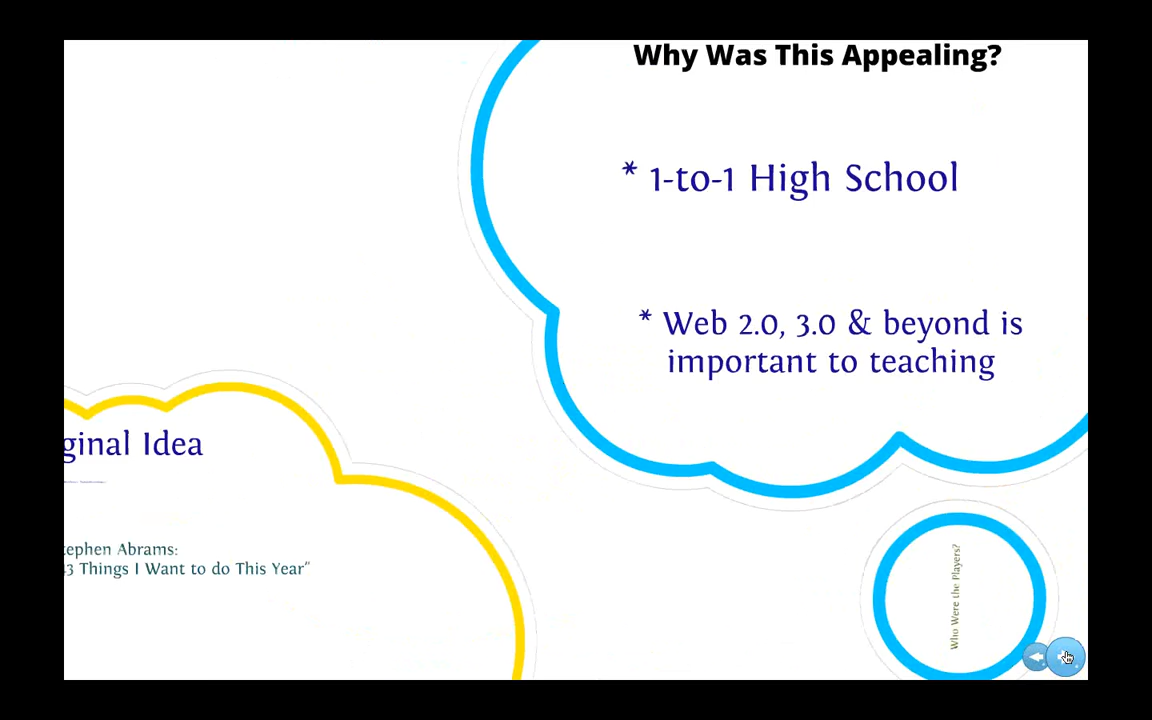 Why Was This Appealing?
* 1-to-1 High School
* Web 2.0, 3.0 & beyond is
important to teaching
ginal Idea
tephen Abrams:
43 Things I Want to do This Year"
Who Were the Players?